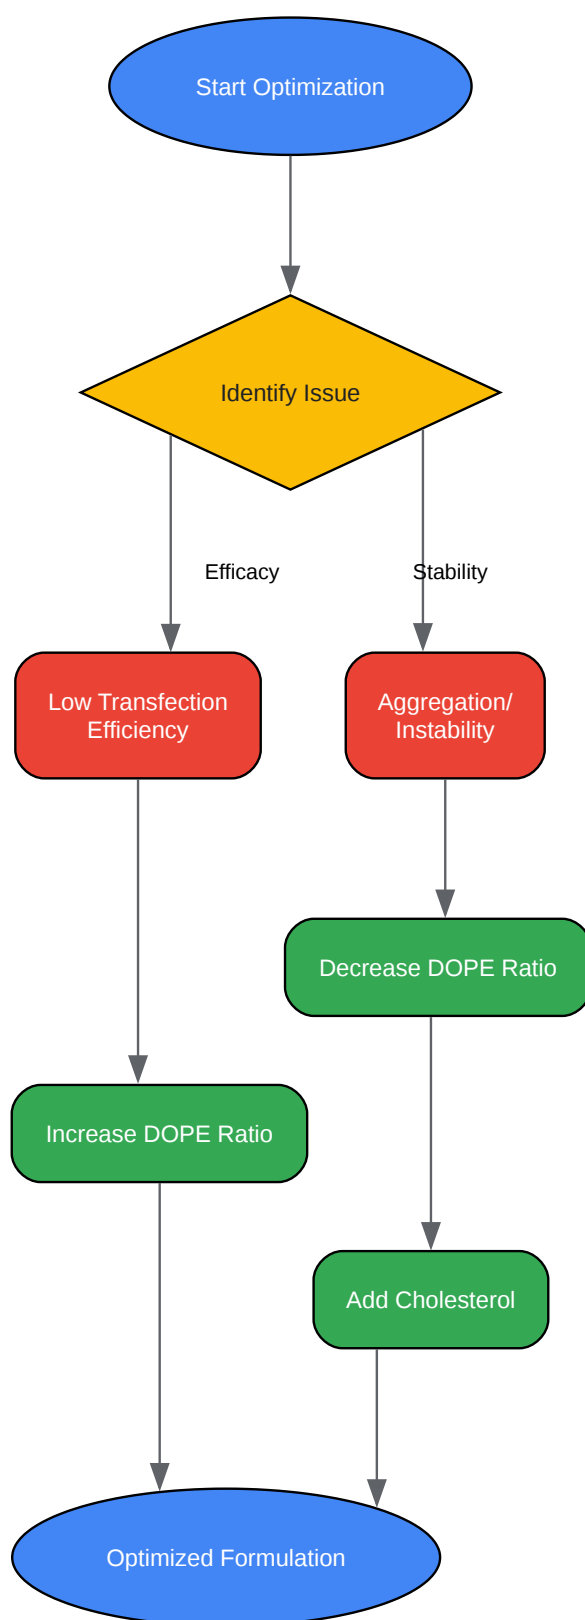 Start Optimization
Identify Issue
Efficacy
Stability
Low Transfection
Efficiency
Aggregation/
Instability
Decrease DOPE Ratio
Increase DOPE Ratio
Add Cholesterol
Optimized Formulation